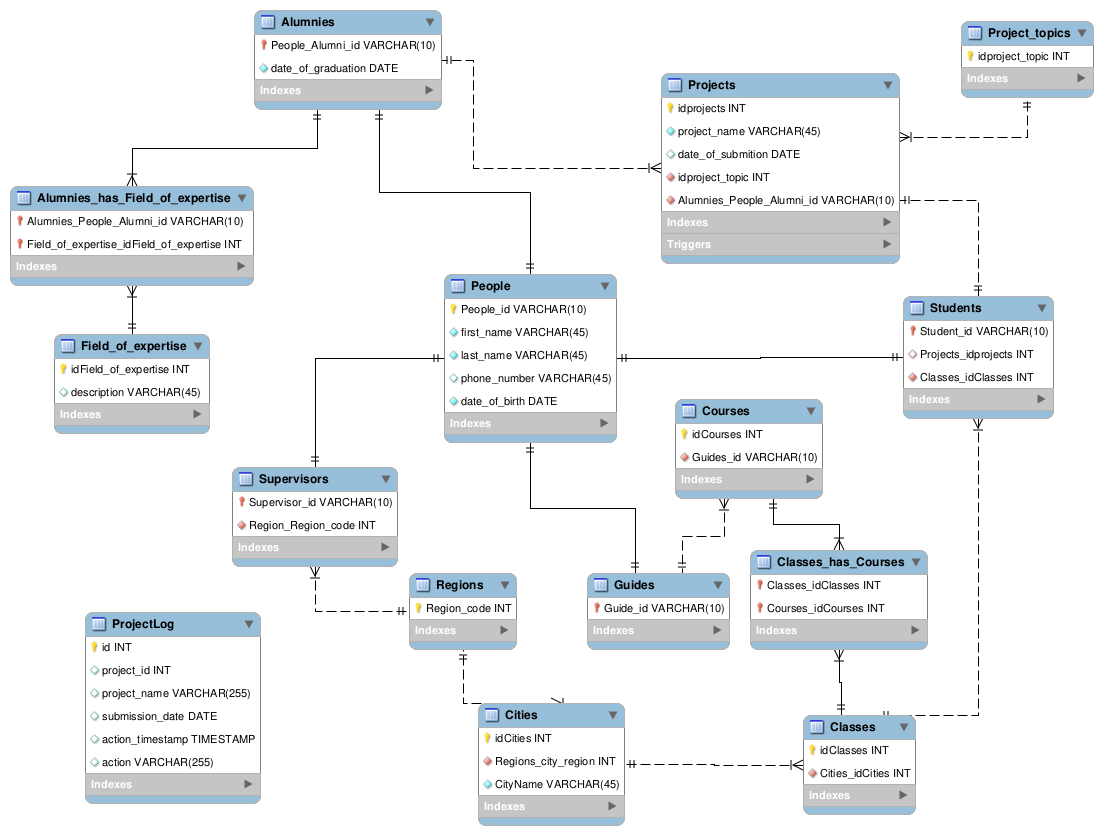 Alumnies
People_Alumni_id VARCHAR(10)
date_of_graduation DATE
Indexes
Project_topics
idproject_topic INT
Indexes
Projects
idprojects INT
project_name VARCHAR(45)
date_of_submition DATE
idproject_topic INT
Alumnies_People_Alumni_id VARCHAR(10)
Indexes
Triggers
Alumnies_has_Field_of_expertise
Alumnies_People_Alumni_id VARCHAR(10)
Field_of_expertise_idField_of_expertise INT
Indexes
People
People_id VARCHAR(10)
first_name VARCHAR(45)
last_name VARCHAR(45)
phone_number VARCHAR(45)
date_of_birth DATE
Indexes
Students
Student_id VARCHAR(10)
Projects_idprojects INT
Classes_idClasses INT
Indexes
Field_of_expertise
idField_of_expertise INT
description VARCHAR(45)
Indexes
Courses
idCourses INT
Guides_id VARCHAR(10)
Indexes
Supervisors
Supervisor_id VARCHAR(10)
Region_Region_code INT
Indexes
Classes_has_Courses
Classes_idClasses INT
Courses_idCourses INT
Indexes
Regions
Region_code INT
Indexes
Guides
Guide_id VARCHAR(10)
Indexes
ProjectLog
id INT
project_id INT
project_name VARCHAR(255)
submission_date DATE
action_timestamp TIMESTAMP
action VARCHAR(255)
Indexes
Cities
idCities INT
Regions_city_region INT
CityName VARCHAR(45)
Indexes
Classes
idClasses INT
Cities_idCities INT
Indexes